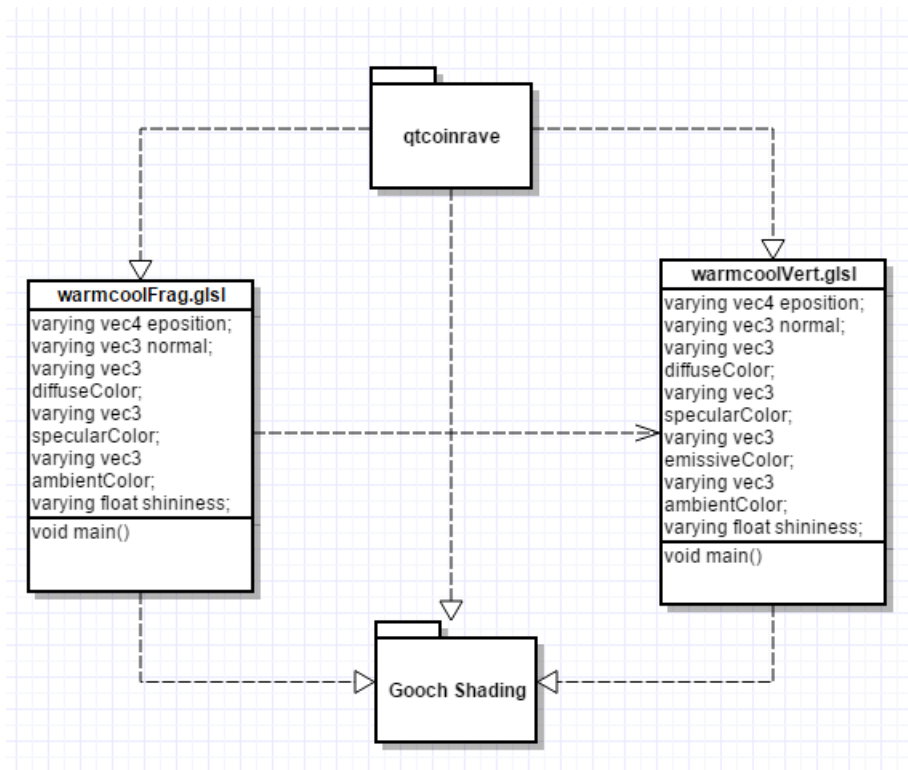 qtcoinrave
warmcoolFrag.glsl
varying vec4 eposition;
varying vec3 normal;
varying vec3
diffuseColor;
varying vec3
specularColor;
varying vec3
ambientColor;
varying float shininess;
void main()
warmcoolVert.glsl
varying vec4 eposition;
varying vec3 normal;
varying vec3
diffuseColor;
varying vec3
specularColor;
varying vec3
emissiveColor;
varying vec3
ambientColor;
varying float shininess;
void main()
Gooch Shading